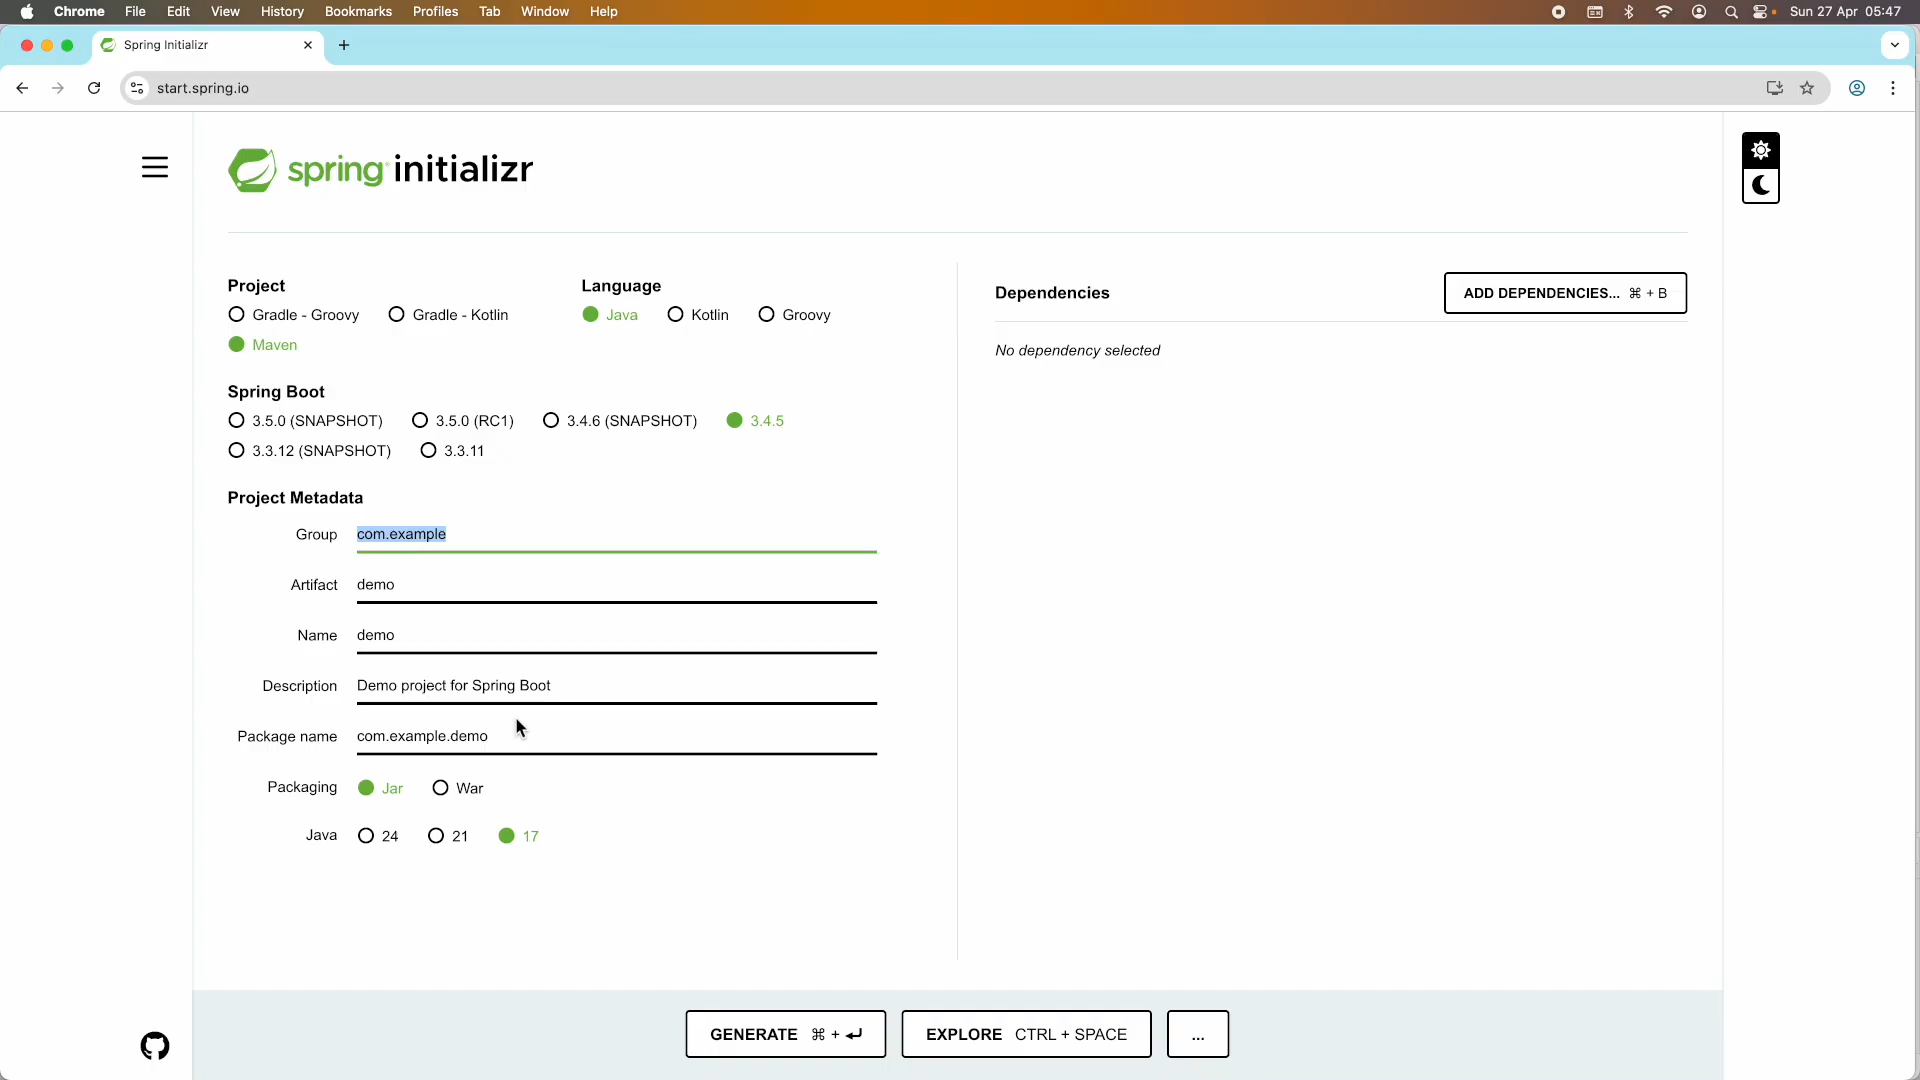 Chrome File Edit View History Bookmarks Profiles Tab Window Help Sun 27 Apr 05:47
Spring Initializr
start.spring.io
spring initializr
Project
Gradle - Groovy Gradle - Kotlin
Maven
Language
Java Kotlin Groovy
Spring Boot
3.5.0 (SNAPSHOT) 3.5.0 (RC1) 3.4.6 (SNAPSHOT) 3.4.5
3.3.12 (SNAPSHOT) 3.3.11
Project Metadata
Group com.example
Artifact demo
Name demo
Description Demo project for Spring Boot
Package name com.example.demo
Packaging Jar War
Java 24 21 17
Dependencies ADD DEPENDENCIES... ⌘ + B
No dependency selected
GENERATE ⌘ + ↵ EXPLORE CTRL + SPACE ...